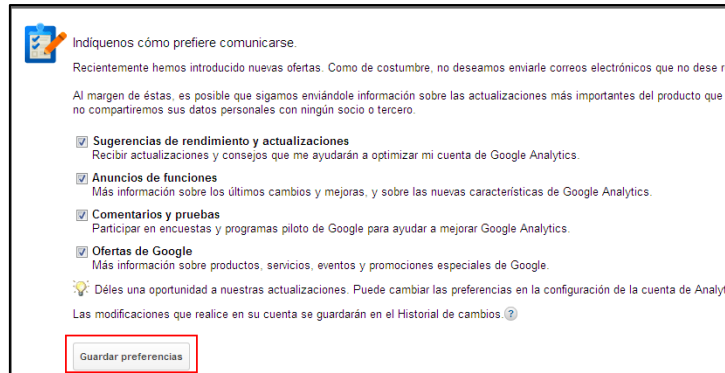 Indíquenos cómo prefiere comunicarse.
Recientemente hemos introducido nuevas ofertas. Como de costumbre, no deseamos enviarle correos electrónicos que no dese
Al margen de éstas, es posible que sigamos enviándole información sobre las actualizaciones más importantes del producto que
no compartiremos sus datos personales con ningún socio o tercero.
Sugerencias de rendimiento y actualizaciones
Recibir actualizaciones y consejos que me ayudarán a optimizar mi cuenta de Google Analytics.
Anuncios de funciones
Más información sobre los últimos cambios y mejoras, y sobre las nuevas características de Google Analytics.
Comentarios y pruebas
Participar en encuestas y programas piloto de Google para ayudar a mejorar Google Analytics.
Ofertas de Google
Más información sobre productos, servicios, eventos y promociones especiales de Google.
Déles una oportunidad a nuestras actualizaciones. Puede cambiar las preferencias en la configuración de la cuenta de Analyt
Las modificaciones que realice en su cuenta se guardarán en el Historial de cambios. ?
Guardar preferencias